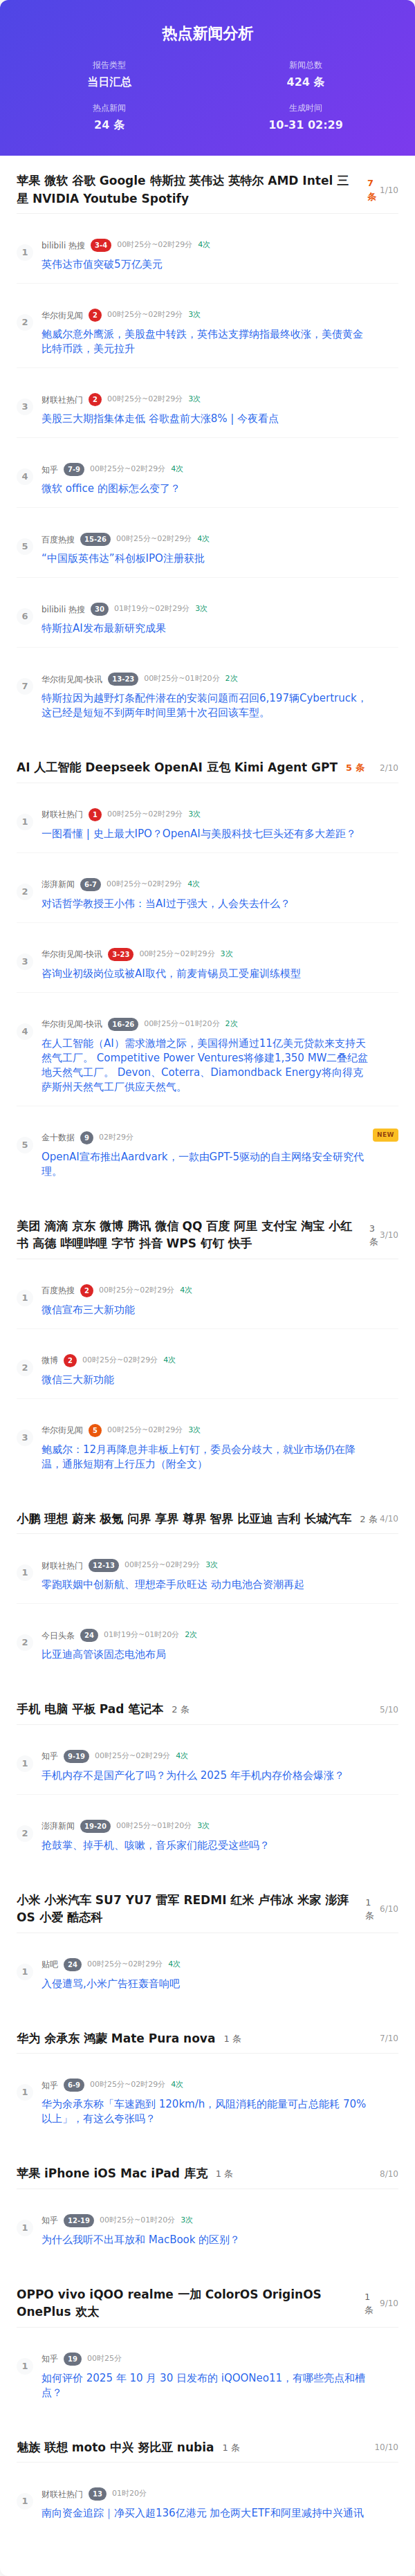 热点新闻分析
报告类型
当日汇总
新闻总数
424 条
热点新闻
24 条
生成时间
10-31 02:29
苹果 微软 谷歌 Google 特斯拉 英伟达 英特尔 AMD Intel 三
星 NVIDIA Youtube Spotify
7
条
1/10
1
bilibili 热搜 3-4 00时25分~02时29分 4次
英伟达市值突破5万亿美元
2
华尔街见闻 2 00时25分~02时29分 3次
鲍威尔意外鹰派，美股盘中转跌，英伟达支撑纳指最终收涨，美债黄金
比特币跌，美元拉升
3
财联社热门 2 00时25分~02时29分 3次
美股三大期指集体走低 谷歌盘前大涨8% | 今夜看点
4
知乎 7-9 00时25分~02时29分 4次
微软 office 的图标怎么变了？
5
百度热搜 15-26 00时25分~02时29分 4次
“中国版英伟达”科创板IPO注册获批
6
bilibili 热搜 30 01时19分~02时29分 3次
特斯拉AI发布最新研究成果
7
华尔街见闻-快讯 13-23 00时25分~01时20分 2次
特斯拉因为越野灯条配件潜在的安装问题而召回6,197辆Cybertruck，
这已经是短短不到两年时间里第十次召回该车型。
AI 人工智能 Deepseek OpenAI 豆包 Kimi Agent GPT 5 条 2/10
1
财联社热门 1 00时25分~02时29分 3次
一图看懂 | 史上最大IPO？OpenAI与美股科技七巨头还有多大差距？
2
澎湃新闻 6-7 00时25分~02时29分 4次
对话哲学教授王小伟：当AI过于强大，人会失去什么？
3
华尔街见闻-快讯 3-23 00时25分~02时29分 3次
咨询业初级岗位或被AI取代，前麦肯锡员工受雇训练模型
4
华尔街见闻-快讯 16-26 00时25分~01时20分 2次
在人工智能（AI）需求激增之际，美国得州通过11亿美元贷款来支持天
然气工厂。 Competitive Power Ventures将修建1,350 MW二叠纪盆
地天然气工厂。 Devon、Coterra、Diamondback Energy将向得克
萨斯州天然气工厂供应天然气。
5
金十数据 9 02时29分
NEW
OpenAI宣布推出Aardvark，一款由GPT-5驱动的自主网络安全研究代
理。
美团 滴滴 京东 微博 腾讯 微信 QQ 百度 阿里 支付宝 淘宝 小红
书 高德 哔哩哔哩 字节 抖音 WPS 钉钉 快手
3
条
3/10
1
百度热搜 2 00时25分~02时29分 4次
微信宣布三大新功能
2
微博 2 00时25分~02时29分 4次
微信三大新功能
3
华尔街见闻 5 00时25分~02时29分 3次
鲍威尔：12月再降息并非板上钉钉，委员会分歧大，就业市场仍在降
温，通胀短期有上行压力（附全文）
小鹏 理想 蔚来 极氪 问界 享界 尊界 智界 比亚迪 吉利 长城汽车 2 条 4/10
1
财联社热门 12-13 00时25分~02时29分 3次
零跑联姻中创新航、理想牵手欣旺达 动力电池合资潮再起
2
今日头条 24 01时19分~01时20分 2次
比亚迪高管谈固态电池布局
手机 电脑 平板 Pad 笔记本 2 条 5/10
1
知乎 9-19 00时25分~02时29分 4次
手机内存不是国产化了吗？为什么 2025 年手机内存价格会爆涨？
2
澎湃新闻 19-20 00时25分~01时20分 3次
抢鼓掌、掉手机、咳嗽，音乐家们能忍受这些吗？
小米 小米汽车 SU7 YU7 雷军 REDMI 红米 卢伟冰 米家 澎湃
OS 小爱 酷态科
1
条
6/10
1
贴吧 24 00时25分~02时29分 4次
入侵遭骂,小米广告狂轰音响吧
华为 余承东 鸿蒙 Mate Pura nova 1 条 7/10
1
知乎 6-9 00时25分~02时29分 4次
华为余承东称「车速跑到 120km/h，风阻消耗的能量可占总能耗 70%
以上」，有这么夸张吗？
苹果 iPhone iOS Mac iPad 库克 1 条 8/10
1
知乎 12-19 00时25分~01时20分 3次
为什么我听不出耳放和 MacBook 的区别？
OPPO vivo iQOO realme 一加 ColorOS OriginOS
OnePlus 欢太
1
条
9/10
1
知乎 19 00时25分
如何评价 2025 年 10 月 30 日发布的 iQOONeo11，有哪些亮点和槽
点？
魅族 联想 moto 中兴 努比亚 nubia 1 条 10/10
1
财联社热门 13 01时20分
南向资金追踪｜净买入超136亿港元 加仓两大ETF和阿里减持中兴通讯